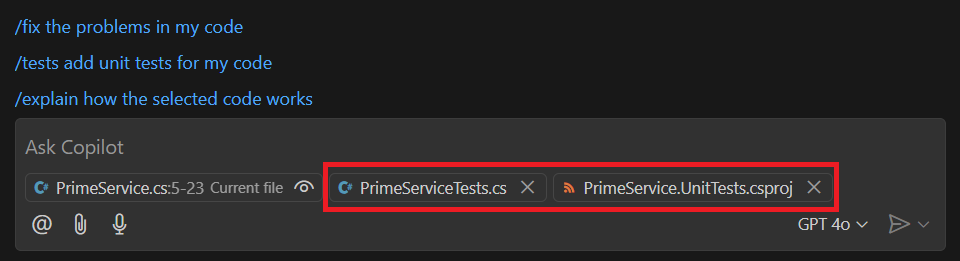 /fix the problems in my code
/tests add unit tests for my code
/explain how the selected code works
Ask Copilot
C# PrimeService.cs:5-23 Current file C# PrimeServiceTests.cs PrimeService.UnitTests.csproj
@ GPT 4o